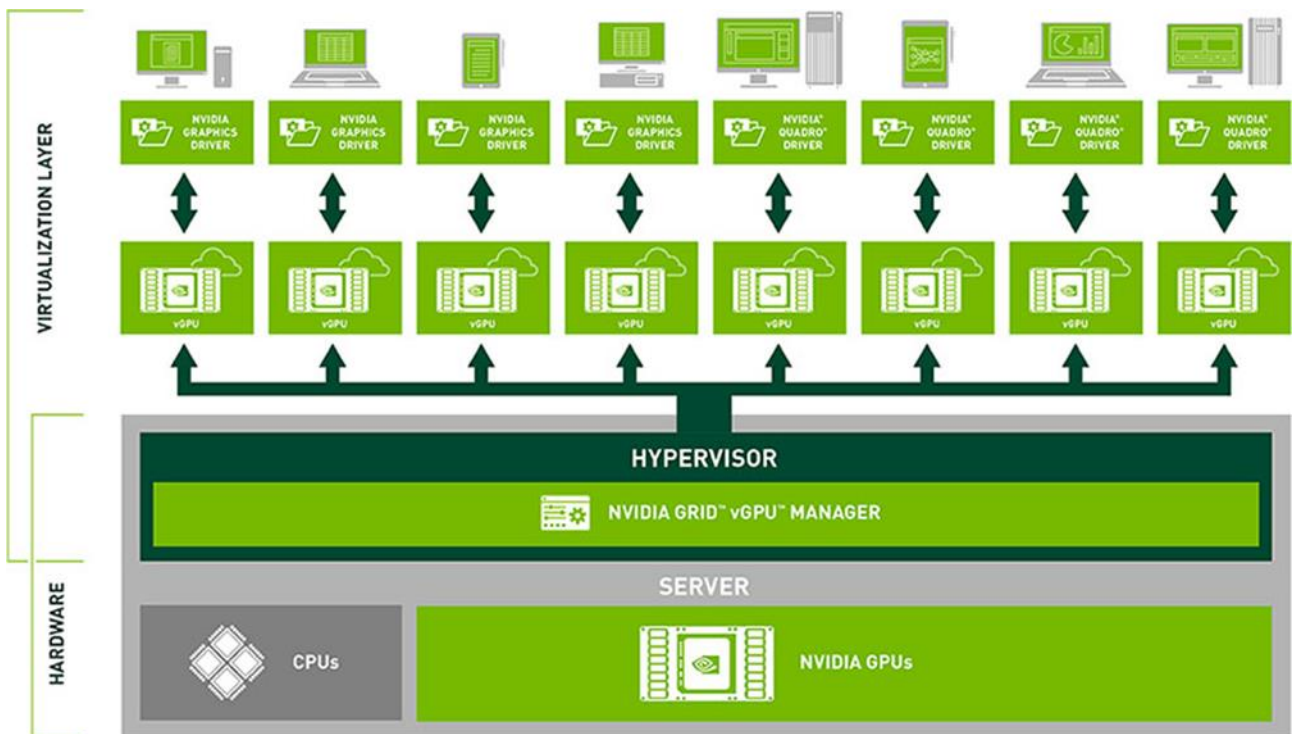 VIRTUALIZATION LAYER
NVIDIA
GRAPHICS
DRIVER
NVIDIA
GRAPHICS
DRIVER
NVIDIA
GRAPHICS
DRIVER
NVIDIA
GRAPHICS
DRIVER
NVIDIA®
QUADRO®
DRIVER
NVIDIA®
QUADRO®
DRIVER
NVIDIA®
QUADRO®
DRIVER
NVIDIA®
QUADRO®
DRIVER
vGPU
vGPU
vGPU
vGPU
vGPU
vGPU
vGPU
vGPU
HYPERVISOR
NVIDIA GRID™ vGPU™ MANAGER
HARDWARE
SERVER
CPUs
NVIDIA GPUs